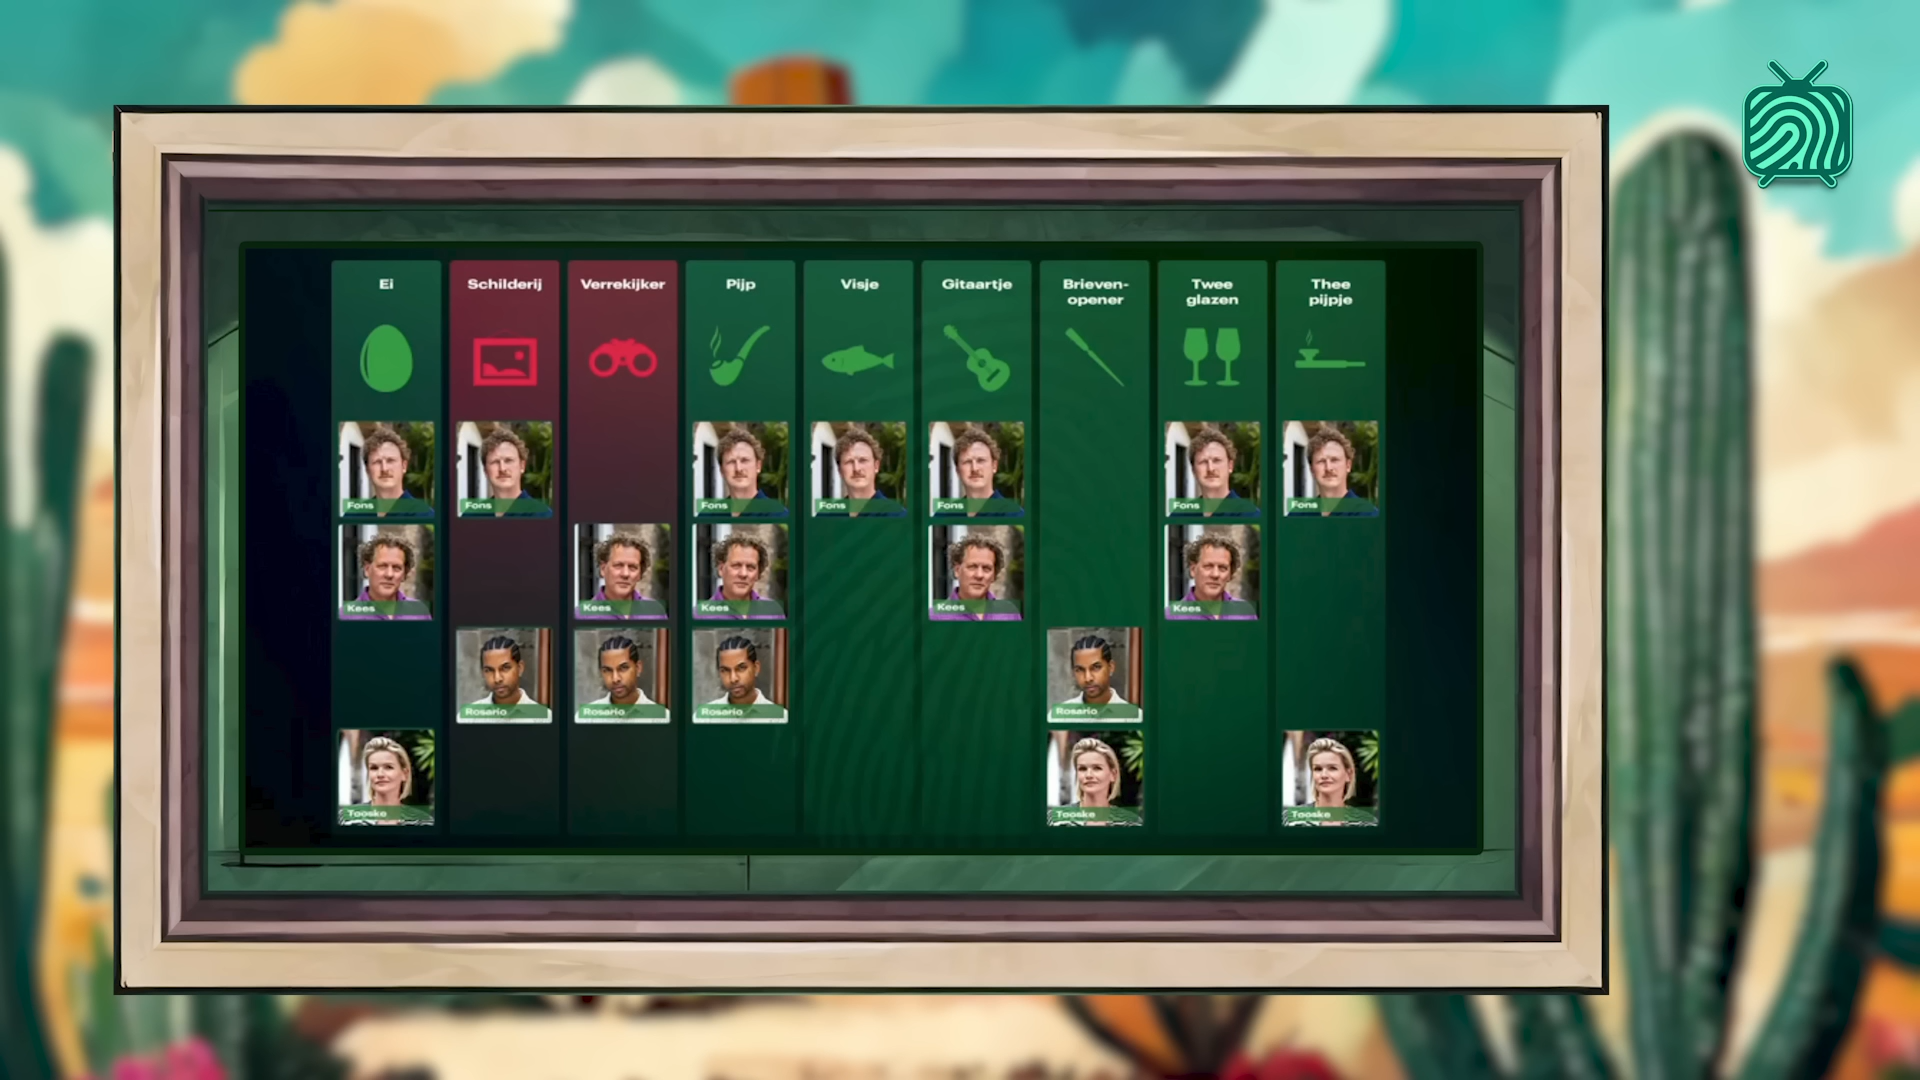 Ei
Schilderij
Verrekijker
Pijp
Visje
Gitaartje
Brieven-
opener
Twee
glazen
Thee
pijpje
Fons
Fons
Fons
Fons
Fons
Fons
Fons
Kees
Kees
Kees
Kees
Kees
Rosario
Rosario
Rosario
Rosario
Tooske
Tooske
Tooske